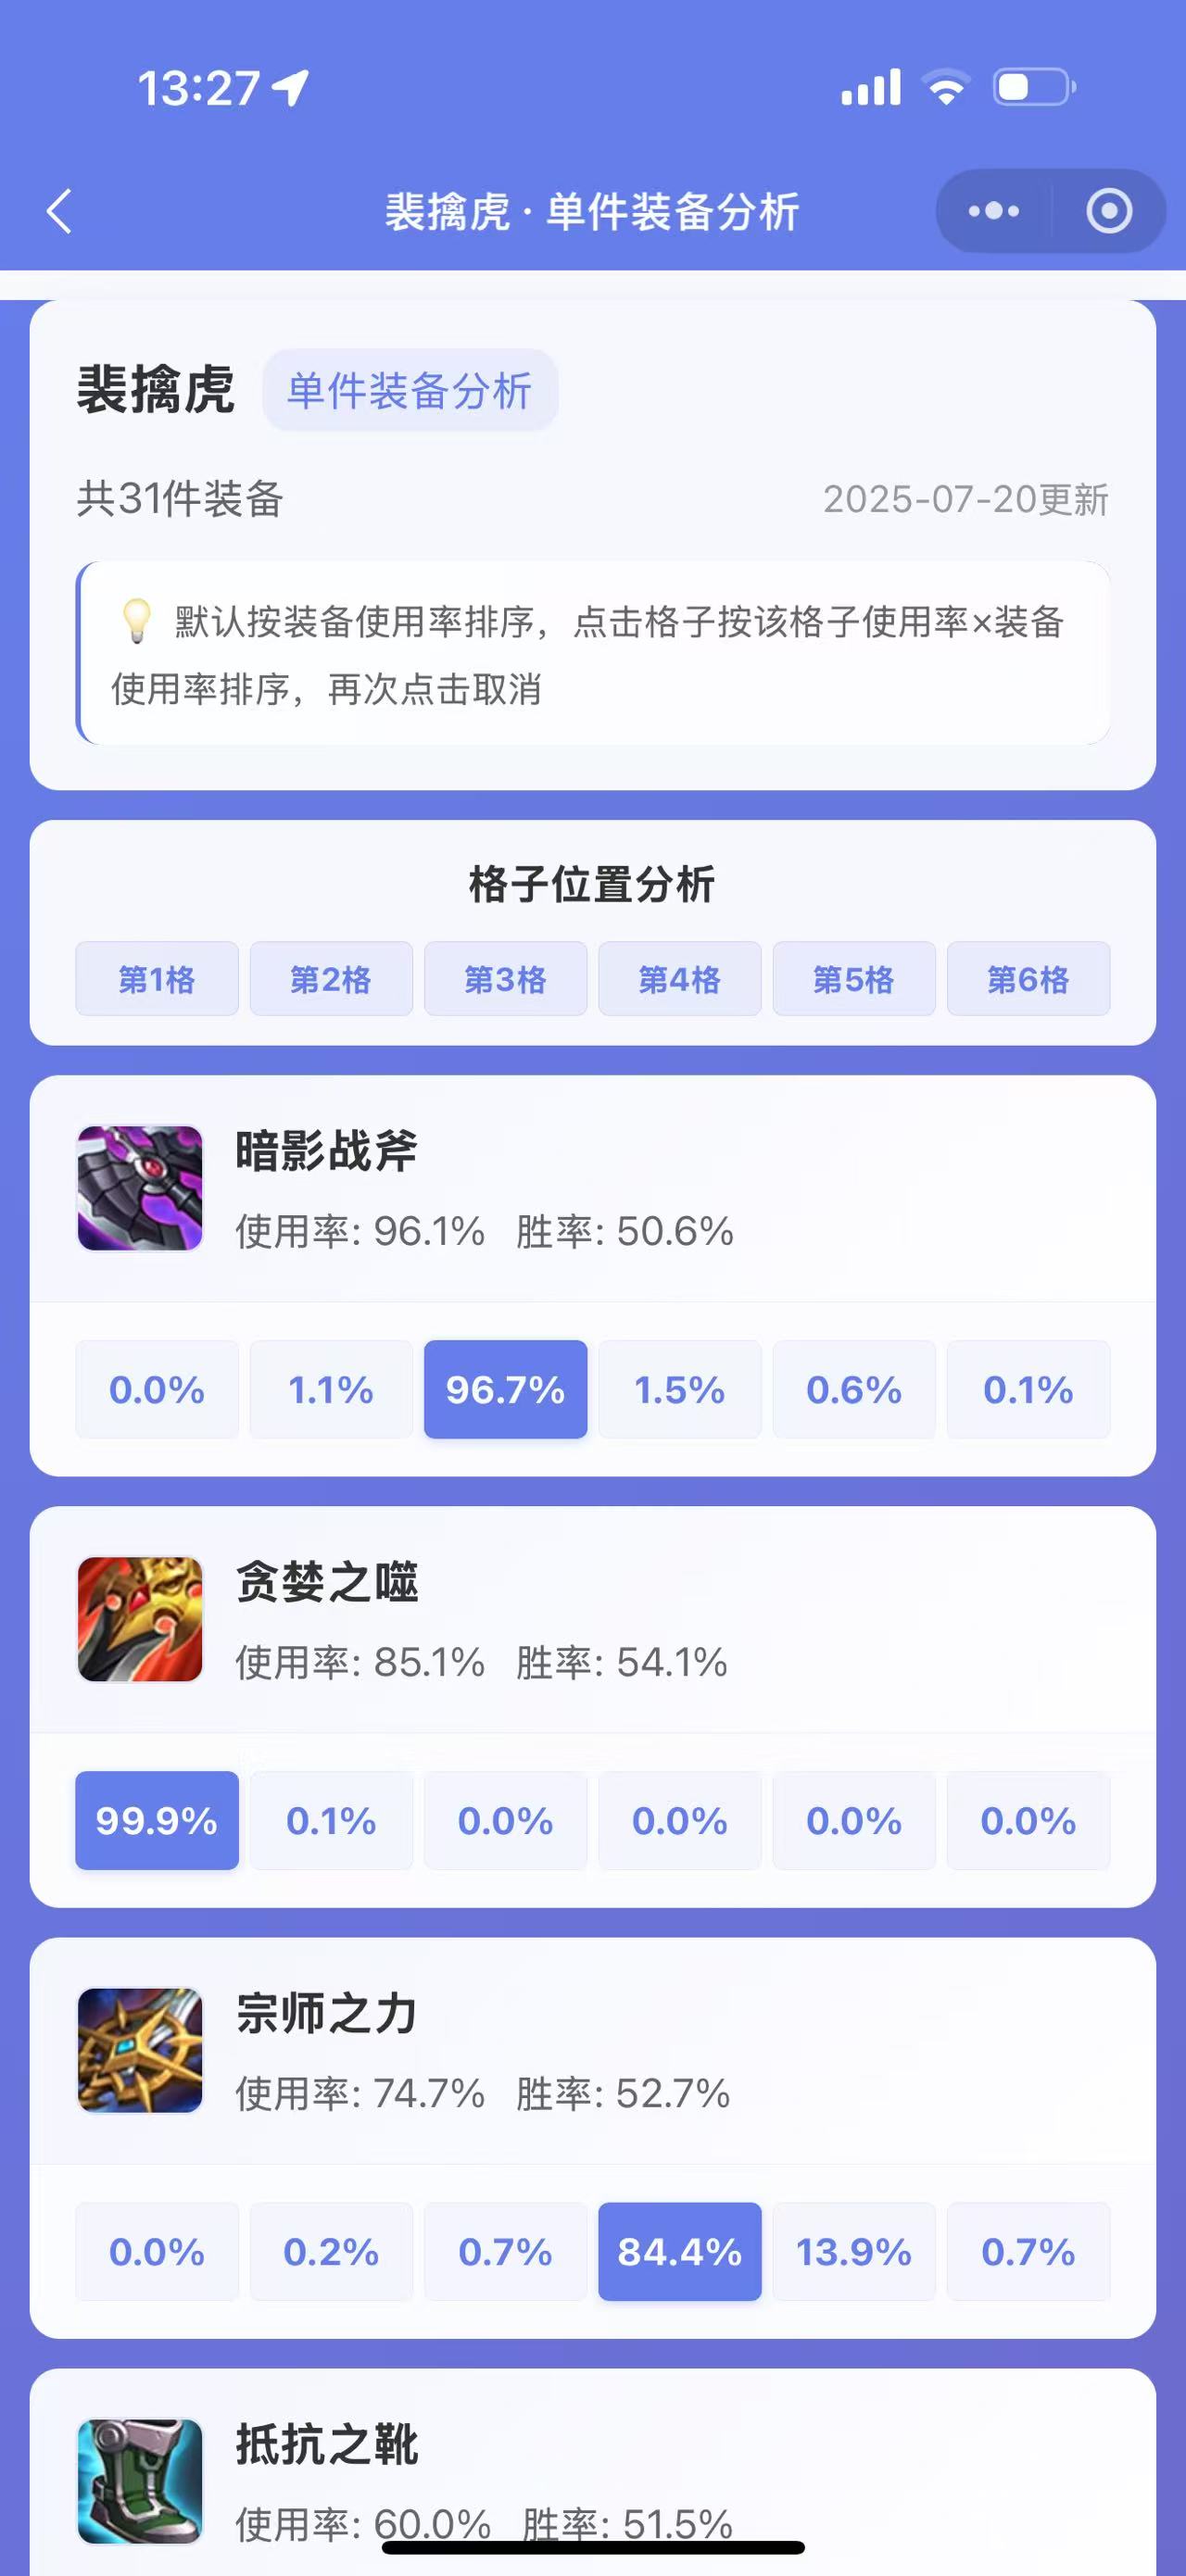 13:27
裴擒虎 · 单件装备分析
裴擒虎 单件装备分析
共31件装备 2025-07-20更新
💡 默认按装备使用率排序，点击格子按该格子使用率×装备
使用率排序，再次点击取消
格子位置分析
第1格 第2格 第3格 第4格 第5格 第6格
暗影战斧
使用率: 96.1% 胜率: 50.6%
0.0% 1.1% 96.7% 1.5% 0.6% 0.1%
贪婪之噬
使用率: 85.1% 胜率: 54.1%
99.9% 0.1% 0.0% 0.0% 0.0% 0.0%
宗师之力
使用率: 74.7% 胜率: 52.7%
0.0% 0.2% 0.7% 84.4% 13.9% 0.7%
抵抗之靴
使用率: 60.0% 胜率: 51.5%